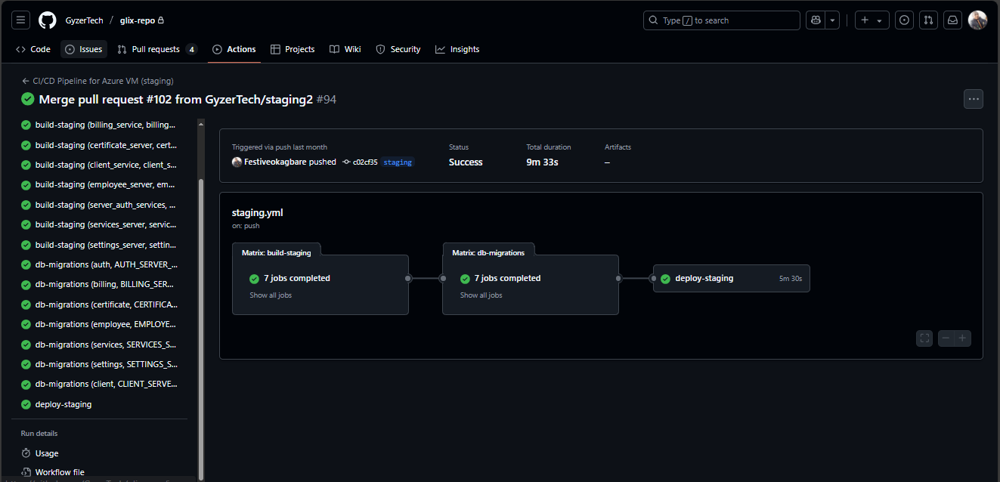 GyzerTech / glix-repo
Type / to search
Code Issues Pull requests 4 Actions Projects Wiki Security Insights
← CI/CD Pipeline for Azure VM (staging)
Merge pull request #102 from GyzerTech/staging2 #94
build-staging (billing_service, billing...
build-staging (certificate_server, cert...
build-staging (client_service, client_s...
build-staging (employee_server, em...
build-staging (server_auth_services, ...
build-staging (services_server, servic...
build-staging (settings_server, settin...
db-migrations (auth, AUTH_SERVER_...
db-migrations (billing, BILLING_SER...
db-migrations (certificate, CERTIFICA...
db-migrations (employee, EMPLOYE...
db-migrations (services, SERVICES_S...
db-migrations (settings, SETTINGS_S...
db-migrations (client, CLIENT_SERVE...
deploy-staging
Run details
Usage
Workflow file
Triggered via push last month
Festiveokagbare pushed c02cf35 staging
Status
Success
Total duration
9m 33s
Artifacts
–
staging.yml
on: push
Matrix: build-staging
7 jobs completed
Show all jobs
Matrix: db-migrations
7 jobs completed
Show all jobs
deploy-staging 5m 30s